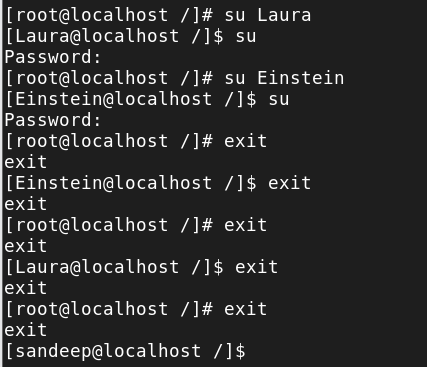 [root@localhost /]# su Laura
[Laura@localhost /]$ su
Password:
[root@localhost /]# su Einstein
[Einstein@localhost /]$ su
Password:
[root@localhost /]# exit
exit
[Einstein@localhost /]$ exit
exit
[root@localhost /]# exit
exit
[Laura@localhost /]$ exit
exit
[root@localhost /]# exit
exit
[sandeep@localhost /]$